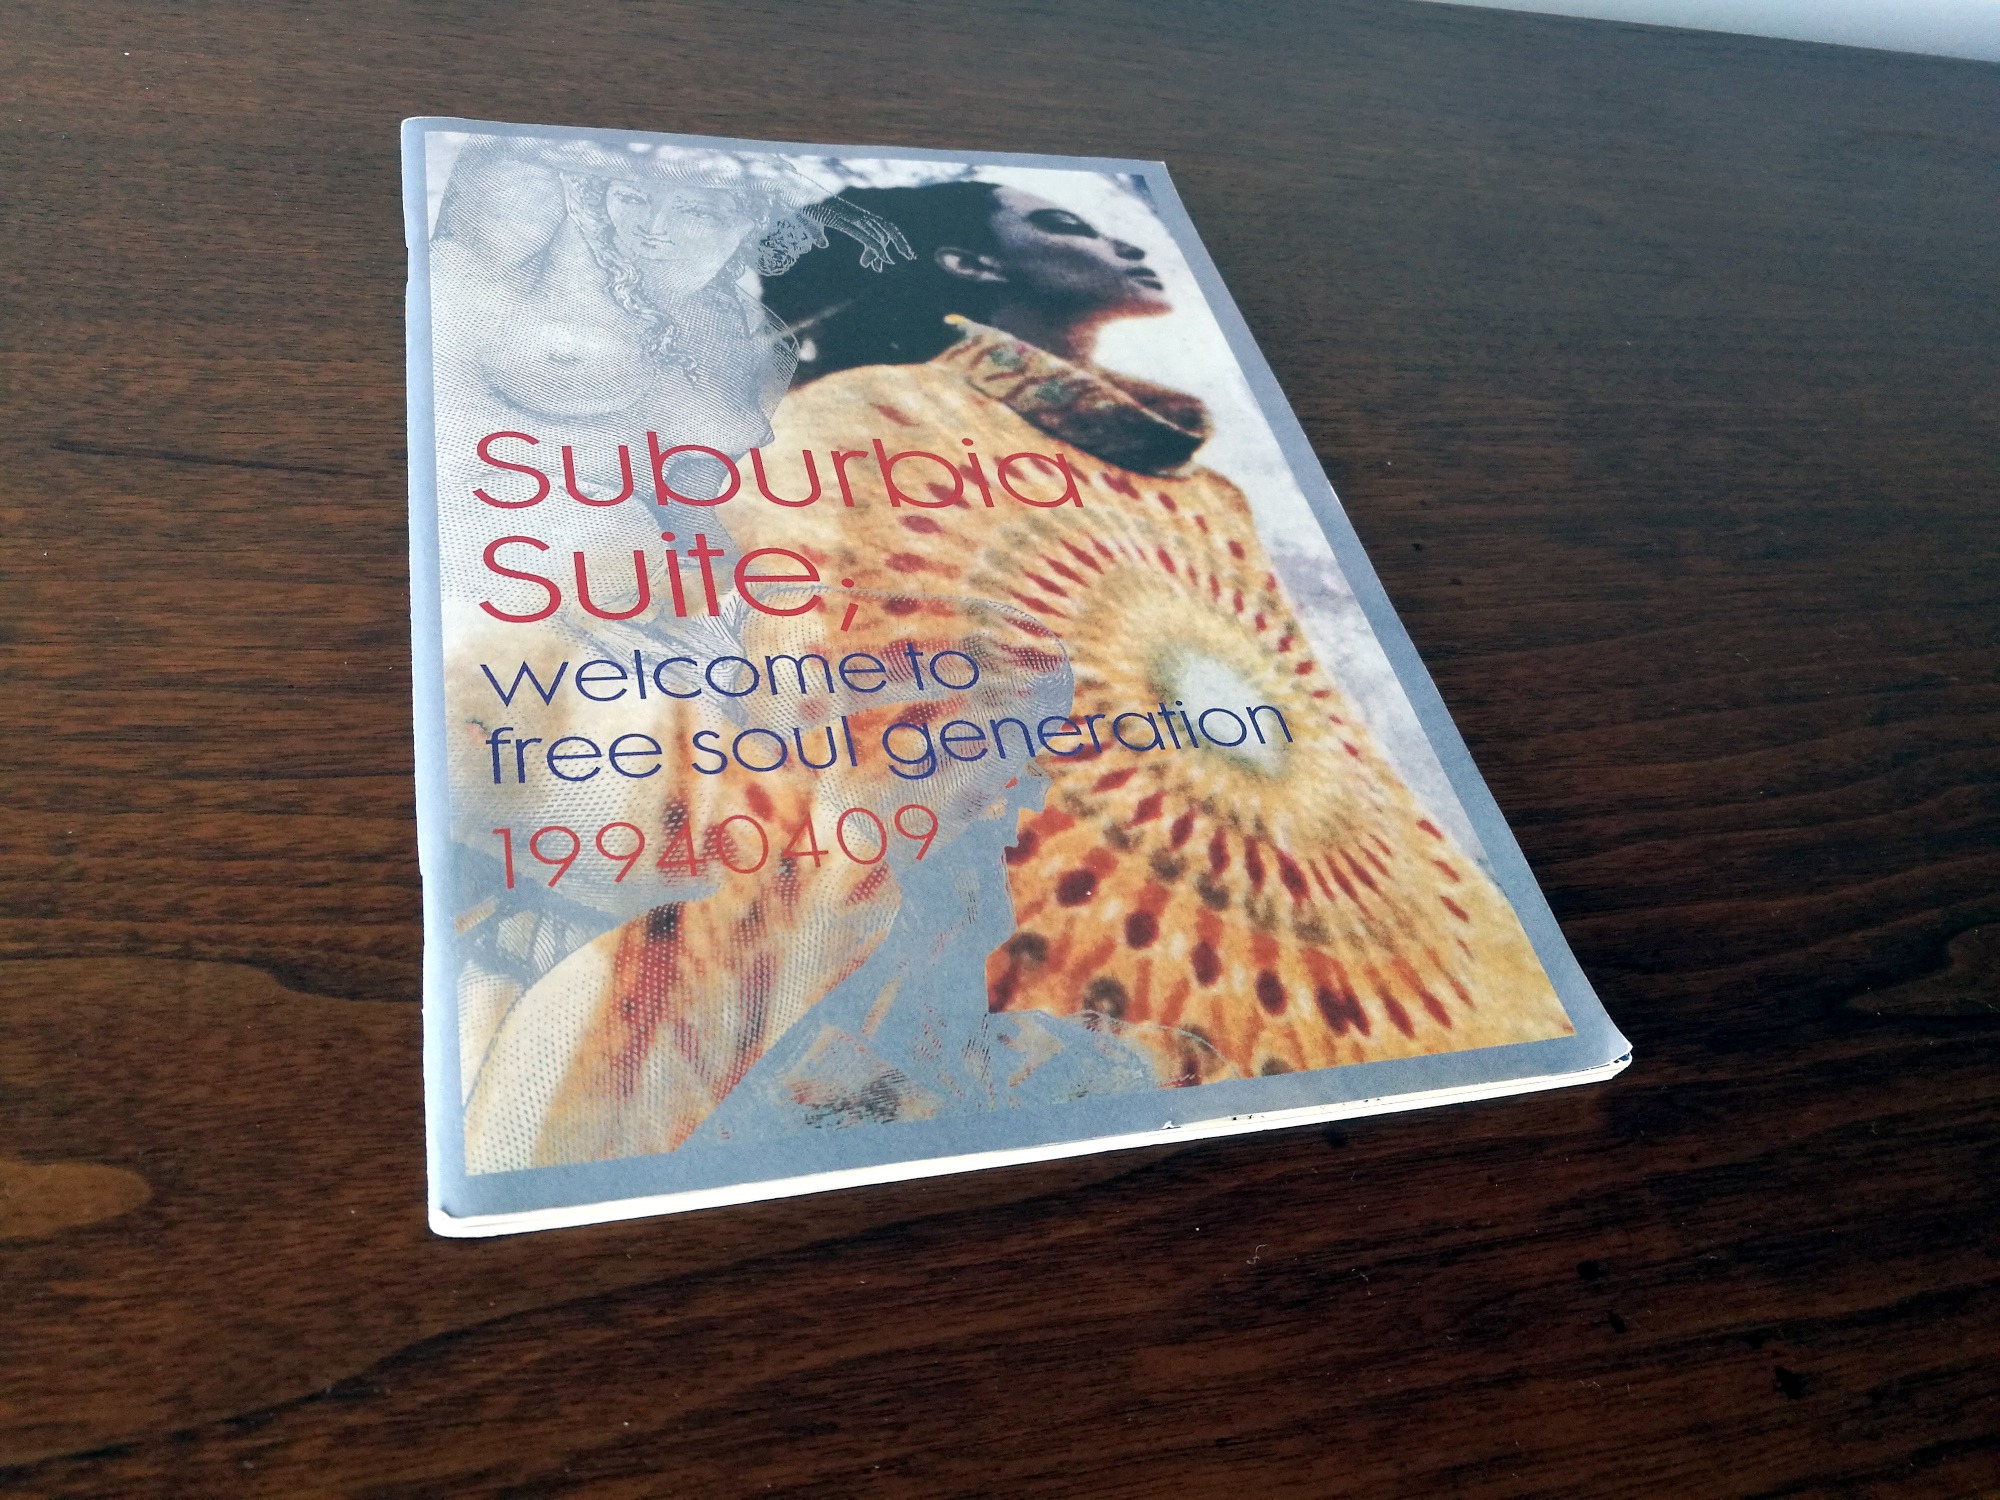 Suburbia
Suite;
welcome to
free soul generation
19940409